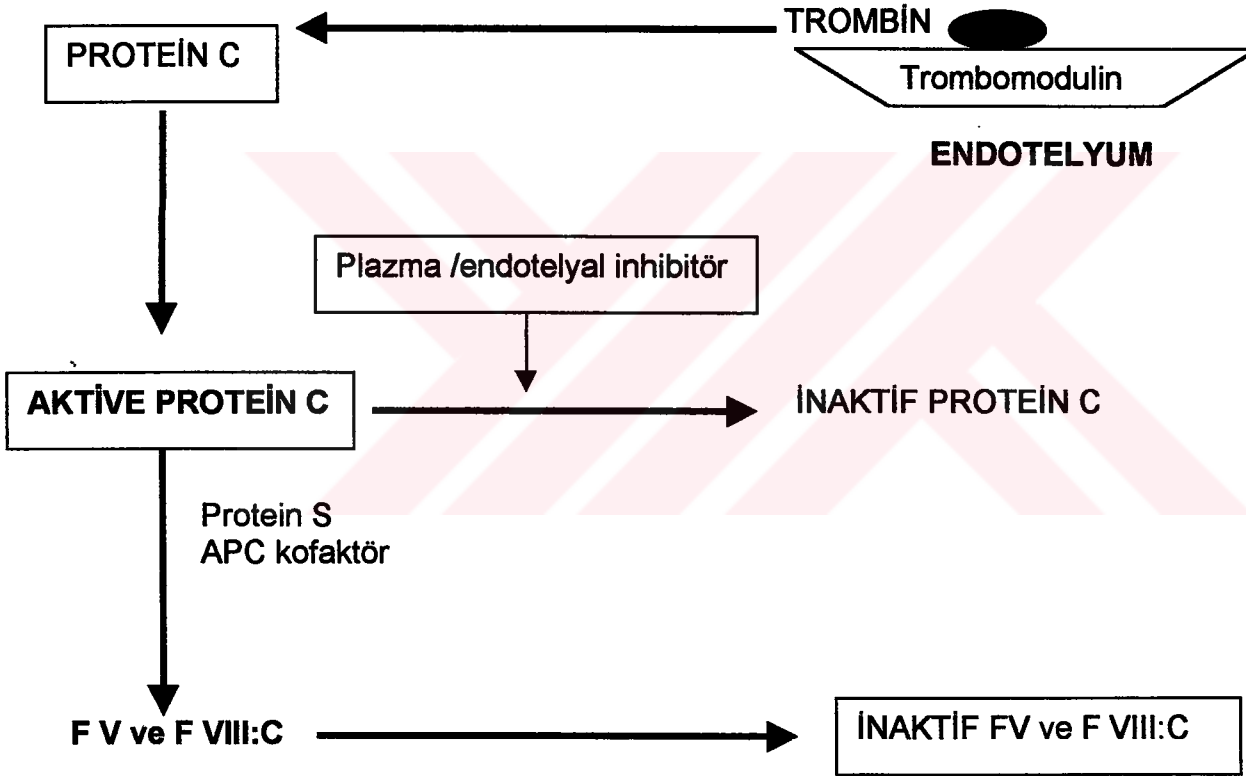 TROMBİN
PROTEİN C
Trombomodulin
ENDOTELYUM
Plazma /endotelyal inhibitör
AKTİVE PROTEİN C
İNAKTİF PROTEİN C
Protein S
APC kofaktör
F V ve F VIII:C
İNAKTİF FV ve F VIII:C